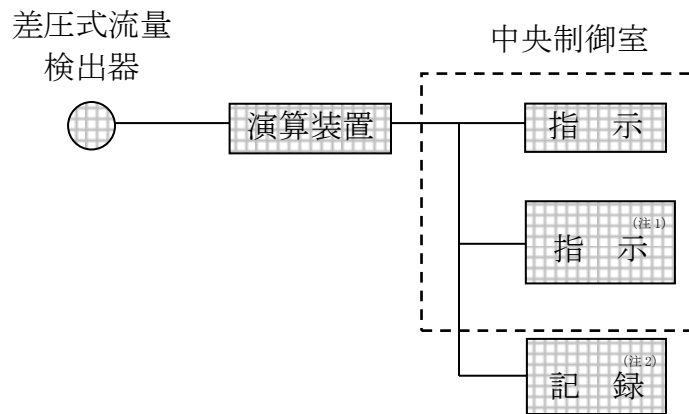 差圧式流量
検出器
中央制御室
演算装置
指 示
指 示(注1)
記 録(注2)